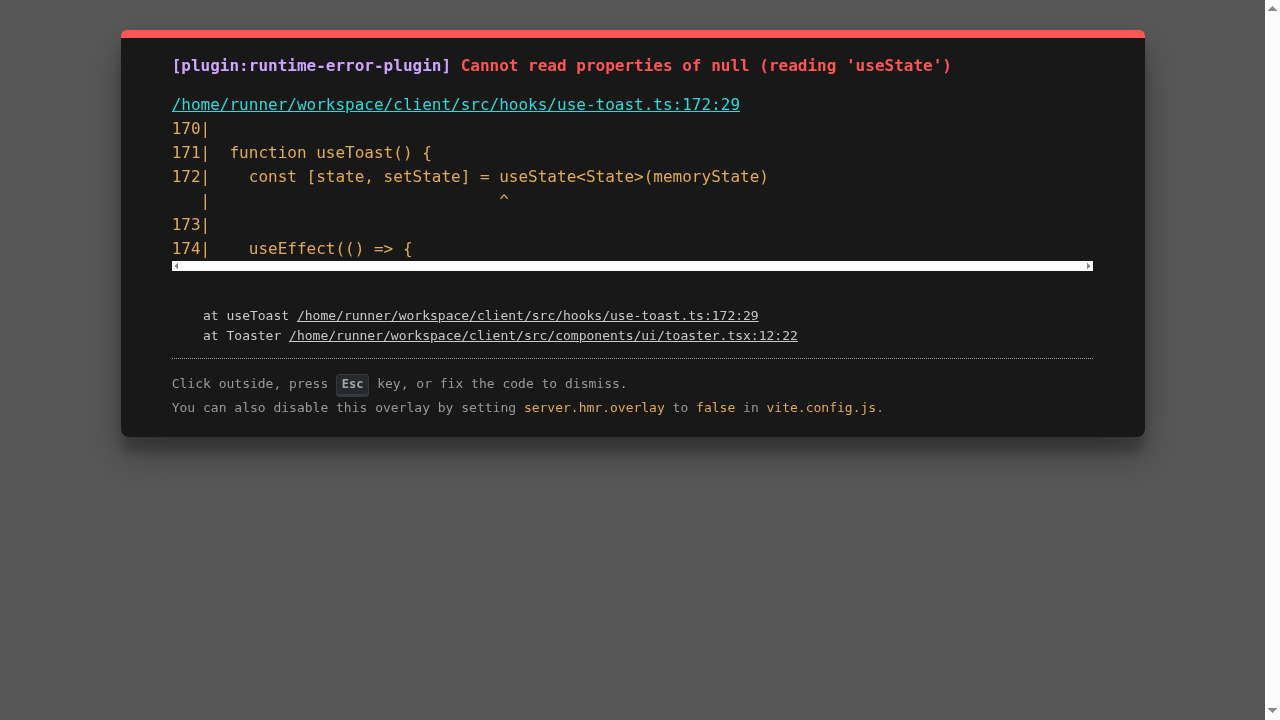 [plugin:runtime-error-plugin] Cannot read properties of null (reading 'useState')
/home/runner/workspace/client/src/hooks/use-toast.ts:172:29
170|
171|  function useToast() {
172|    const [state, setState] = useState<State>(memoryState)
   |                              ^
173|
174|    useEffect(() => {
at useToast /home/runner/workspace/client/src/hooks/use-toast.ts:172:29
at Toaster /home/runner/workspace/client/src/components/ui/toaster.tsx:12:22
Click outside, press Esc key, or fix the code to dismiss.
You can also disable this overlay by setting server.hmr.overlay to false in vite.config.js.